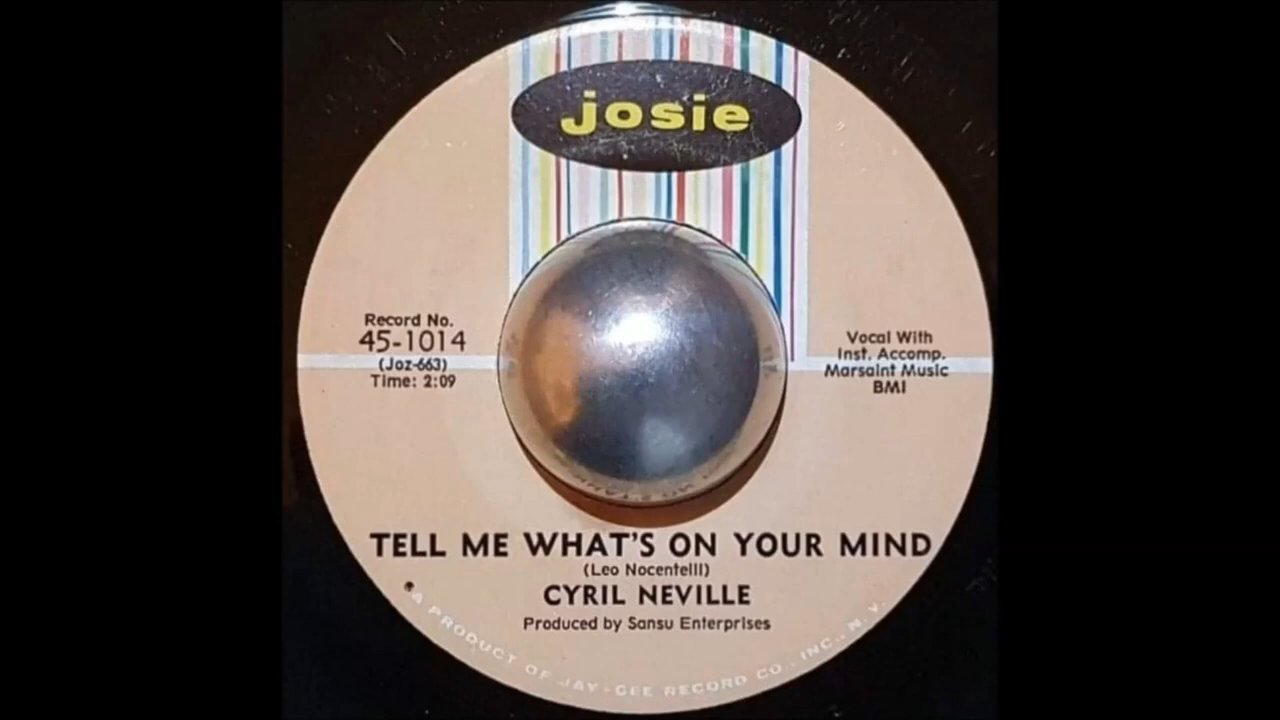 josie
Record No.
45-1014
(Joz-663)
Time: 2:09
Vocal With
Inst. Accomp.
Marsaint Music
BMI
TELL ME WHAT'S ON YOUR MIND
(Leo Nocentelli)
CYRIL NEVILLE
Produced by Sansu Enterprises
A PRODUCT OF JAY-GEE RECORD CO., INC., N. Y.